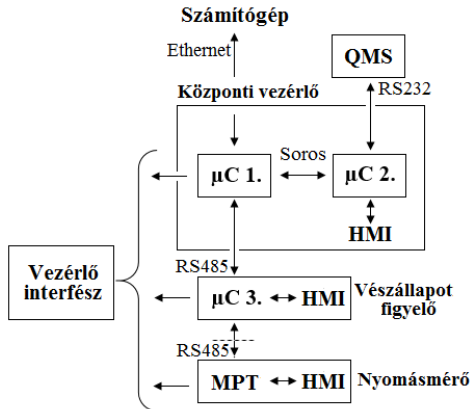 Számítógép
Ethernet
QMS
RS232
Központi vezérlő
Soros
μC 1.
μC 2.
HMI
RS485
Vezérlő
interfész
μC 3.
HMI
Vészállapot
figyelő
RS485
MPT
HMI
Nyomásmérő